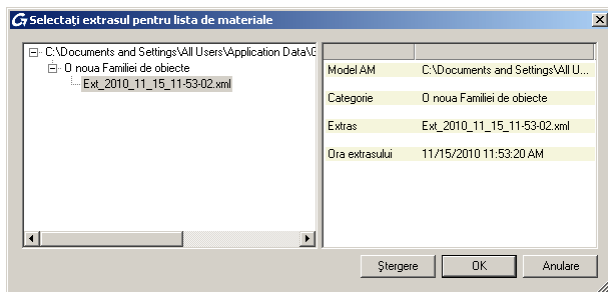 Selectați extrasul pentru lista de materiale
C:\Documents and Settings\All Users\Application Data\G
O noua Familiei de obiecte
Ext_2010_11_15_11-53-02.xml
Model AM C:\Documents and Settings\All U...
Categorie O noua Familiei de obiecte
Extras Ext_2010_11_15_11-53-02.xml
Ora extrasului 11/15/2010 11:53:20 AM
Ștergere OK Anulare